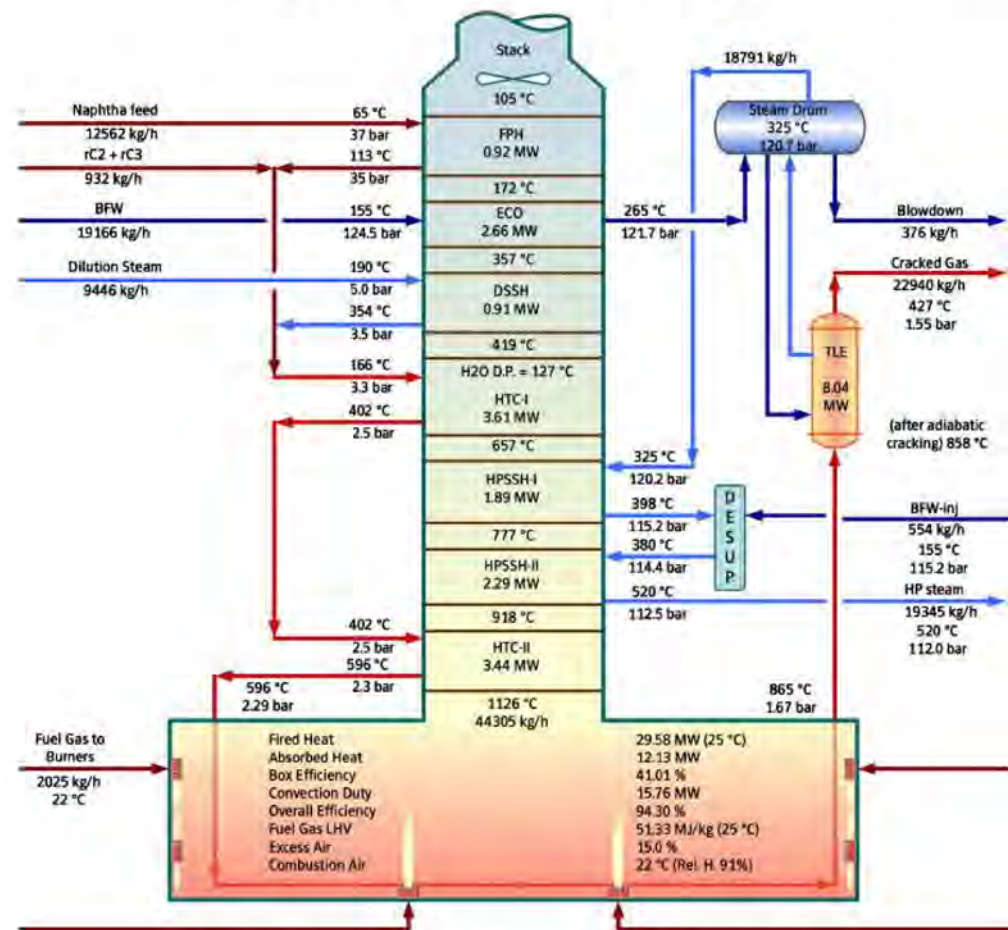 Stack
105 °C
FPH
0.92 MW
172 °C
ECO
2.66 MW
357 °C
DSSH
0.91 MW
419 °C
H2O D.P. = 127 °C
HTC-I
3.61 MW
657 °C
HPSSH-I
1.89 MW
777 °C
HPSSH-II
2.29 MW
918 °C
HTC-II
3.44 MW
1126 °C
44305 kg/h
Naphtha feed
12562 kg/h
65 °C
37 bar
rC2 + rC3
932 kg/h
113 °C
35 bar
BFW
19166 kg/h
155 °C
124.5 bar
Dilution Steam
9446 kg/h
190 °C
5.0 bar
354 °C
3.5 bar
166 °C
3.3 bar
402 °C
2.5 bar
402 °C
2.5 bar
596 °C
2.3 bar
596 °C
2.29 bar
18791 kg/h
Steam Drum
325 °C
120.7 bar
265 °C
121.7 bar
Blowdown
376 kg/h
Cracked Gas
22940 kg/h
427 °C
1.55 bar
TLE
8.04
MW
(after adiabatic
cracking) 858 °C
325 °C
120.2 bar
398 °C
115.2 bar
380 °C
114.4 bar
DESUP
BFW-inj
554 kg/h
155 °C
115.2 bar
520 °C
112.5 bar
HP steam
19345 kg/h
520 °C
112.0 bar
865 °C
1.67 bar
Fuel Gas to
Burners
2025 kg/h
22 °C
Fired Heat 29.58 MW (25 °C)
Absorbed Heat 12.13 MW
Box Efficiency 41.01 %
Convection Duty 15.76 MW
Overall Efficiency 94.30 %
Fuel Gas LHV 51.33 MJ/kg (25 °C)
Excess Air 15.0 %
Combustion Air 22 °C (Rel. H. 91%)